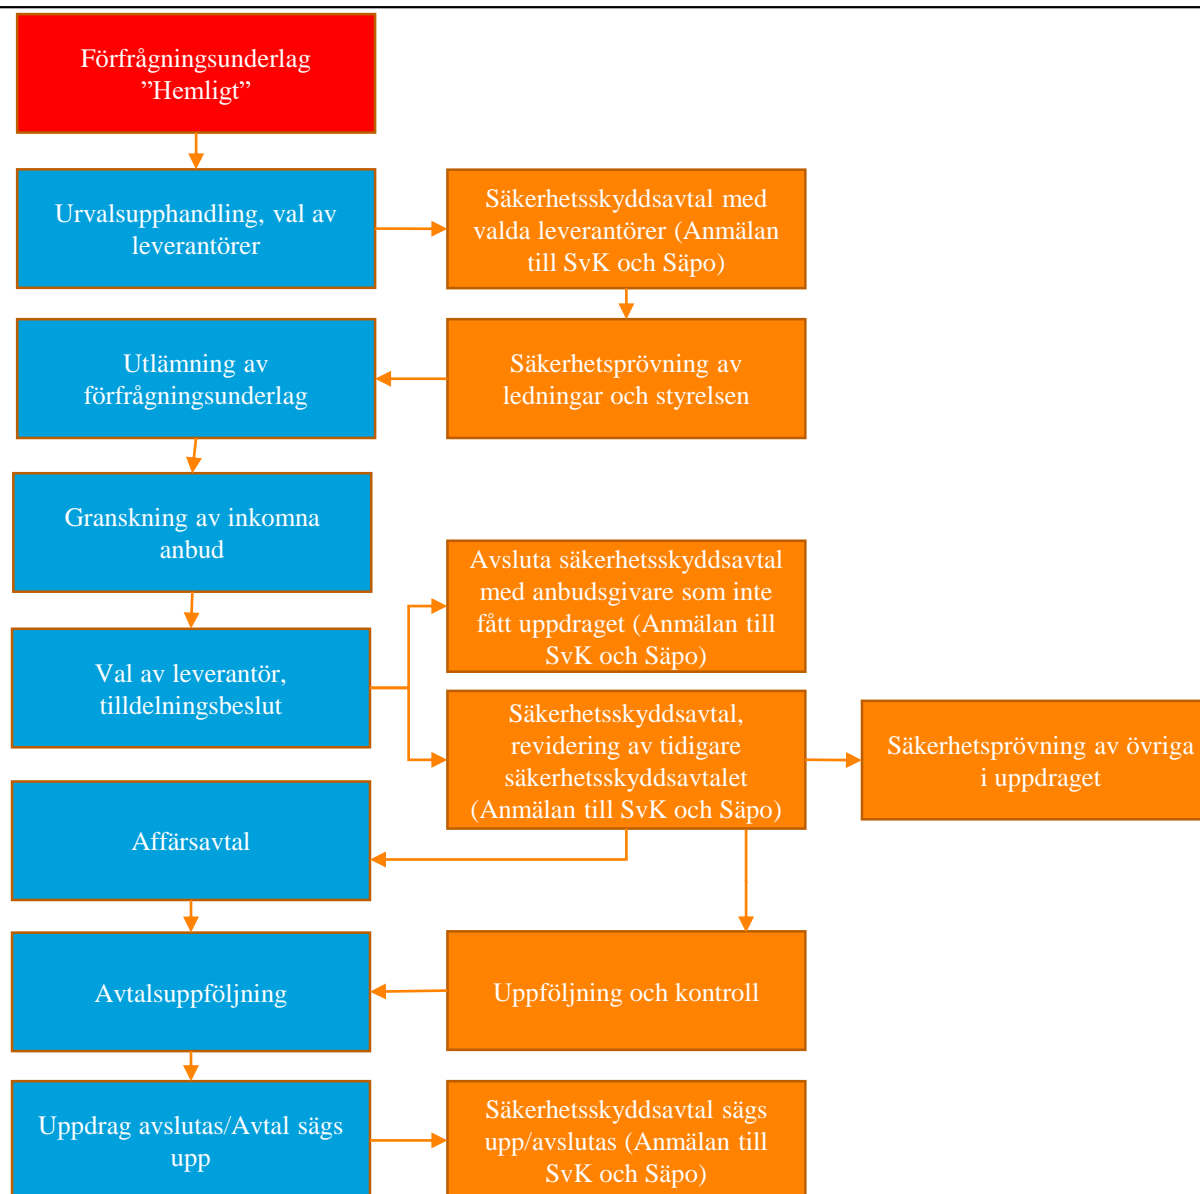 Förfrågningsunderlag
”Hemligt”
Urvalsupphandling, val av
leverantörer
Säkerhetsskyddsavtal med
valda leverantörer (Anmälan
till SvK och Säpo)
Utlämning av
förfrågningsunderlag
Säkerhetsprövning av
ledningar och styrelsen
Granskning av inkomna
anbud
Avsluta säkerhetsskyddsavtal
med anbudsgivare som inte
fått uppdraget (Anmälan till
SvK och Säpo)
Val av leverantör,
tilldelningsbeslut
Säkerhetsskyddsavtal,
revidering av tidigare
säkerhetsskyddsavtalet
(Anmälan till SvK och Säpo)
Säkerhetsprövning av övriga
i uppdraget
Affärsavtal
Avtalsuppföljning
Uppföljning och kontroll
Uppdrag avslutas/Avtal sägs
upp
Säkerhetsskyddsavtal sägs
upp/avslutas (Anmälan till
SvK och Säpo)